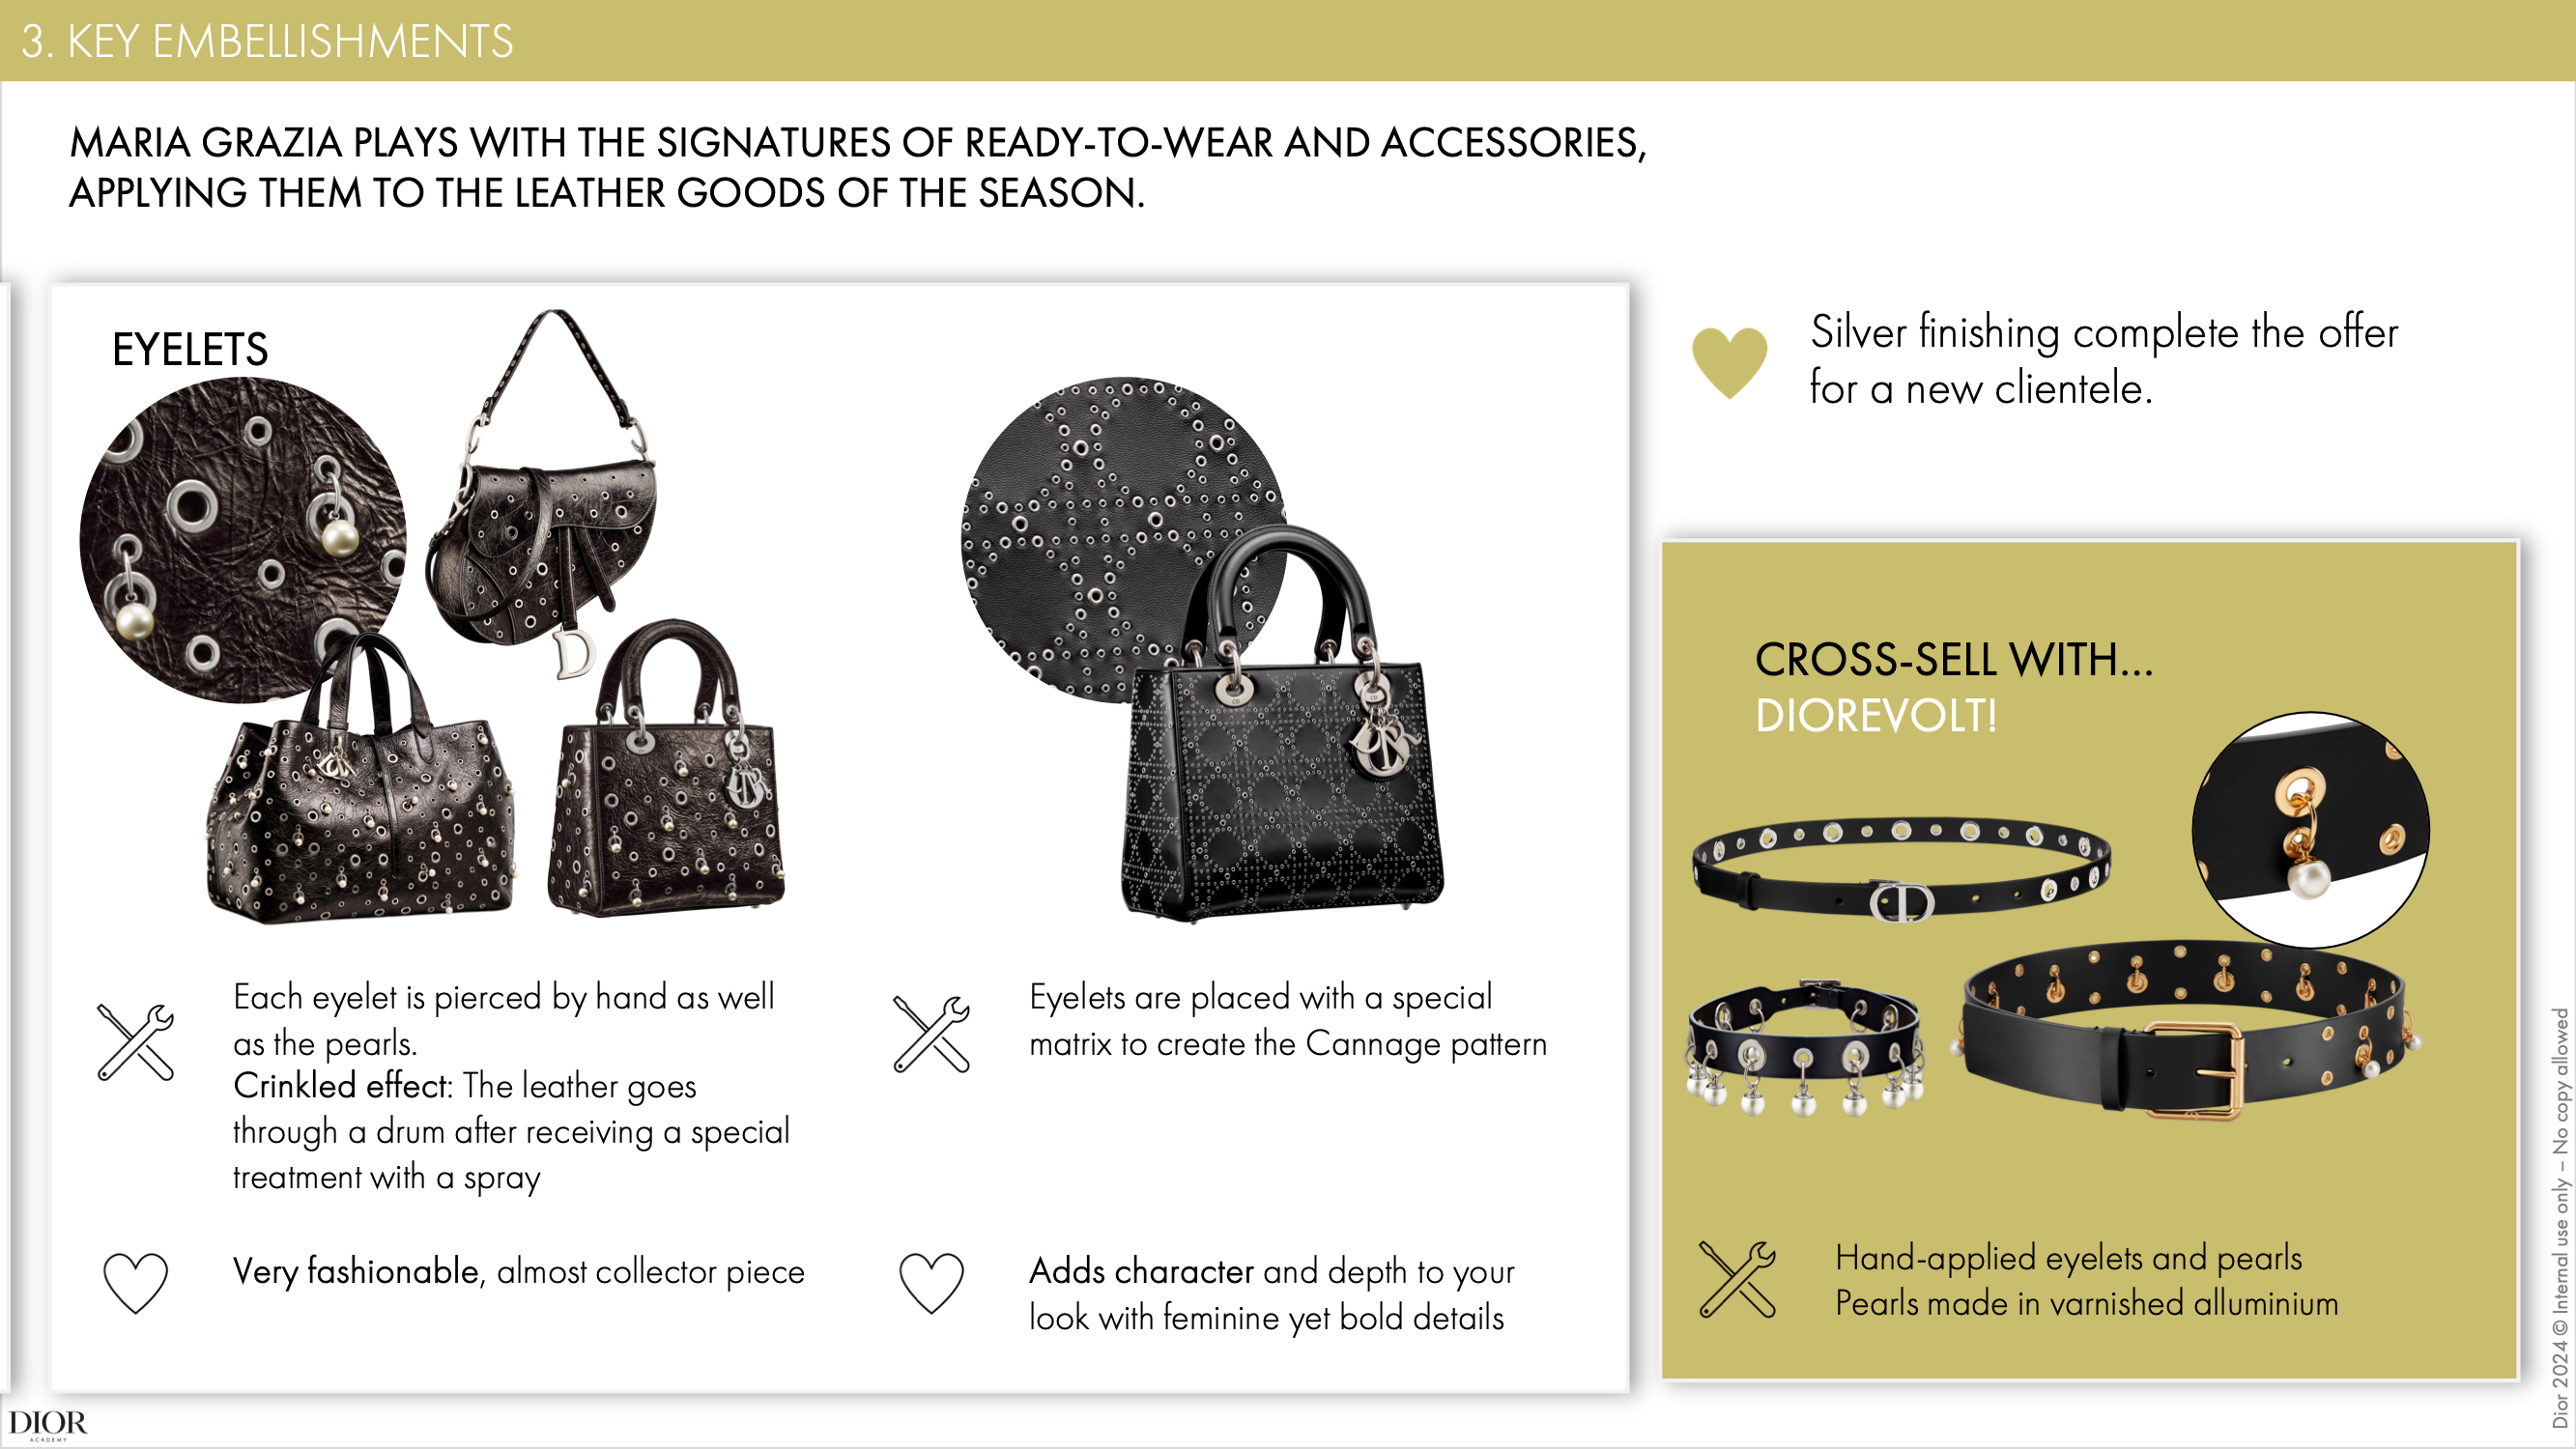 3. KEY EMBELLISHMENTS
MARIA GRAZIA PLAYS WITH THE SIGNATURES OF READY-TO-WEAR AND ACCESSORIES,
APPLYING THEM TO THE LEATHER GOODS OF THE SEASON.
EYELETS
D
Each eyelet is pierced by hand as well
as the pearls.
Crinkled effect: The leather goes
through a drum after receiving a special
treatment with a spray
Very fashionable, almost collector piece
Eyelets are placed with a special
matrix to create the Cannage pattern
Adds character and depth to your
look with feminine yet bold details
Silver finishing complete the offer
for a new clientele.
CROSS-SELL WITH...
DIOREVOLT!
Hand-applied eyelets and pearls
Pearls made in varnished alluminium
DIOR
ACADEMY
Dior 2024 © Internal use only – No copy allowed